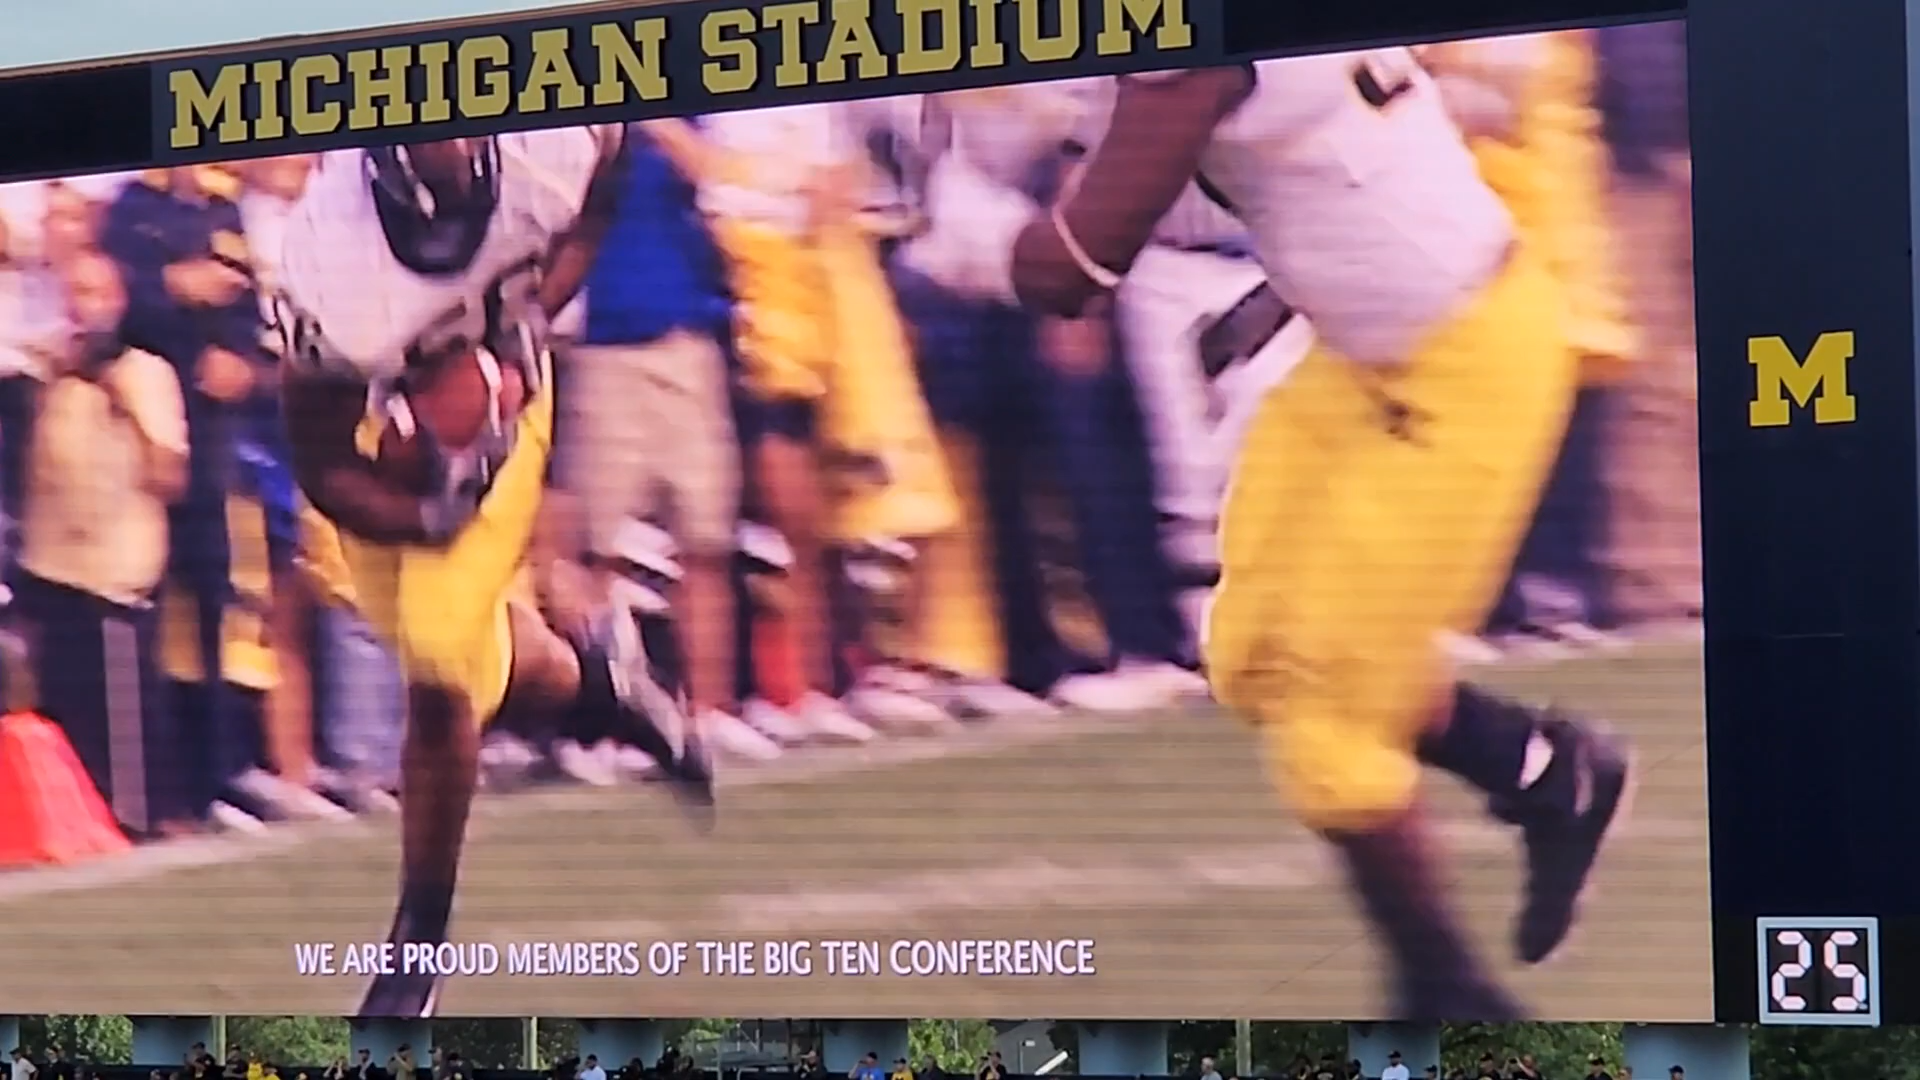 MICHIGAN STADIUM
M
WE ARE PROUD MEMBERS OF THE BIG TEN CONFERENCE
25